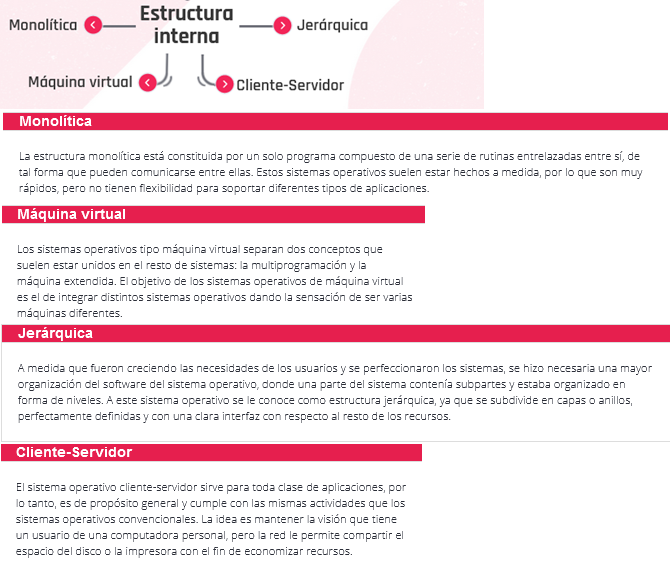 Monolítica
Estructura
interna
Jerárquica
Máquina virtual
Cliente-Servidor
Monolítica
La estructura monolítica está constituida por un solo programa compuesto de una serie de rutinas entrelazadas entre sí, de
tal forma que pueden comunicarse entre ellas. Estos sistemas operativos suelen estar hechos a medida, por lo que son muy
rápidos, pero no tienen flexibilidad para soportar diferentes tipos de aplicaciones.
Máquina virtual
Los sistemas operativos tipo máquina virtual separan dos conceptos que
suelen estar unidos en el resto de sistemas: la multiprogramación y la
máquina extendida. El objetivo de los sistemas operativos de máquina virtual
es el de integrar distintos sistemas operativos dando la sensación de ser varias
máquinas diferentes.
Jerárquica
A medida que fueron creciendo las necesidades de los usuarios y se perfeccionaron los sistemas, se hizo necesaria una mayor
organización del software del sistema operativo, donde una parte del sistema contenía subpartes y estaba organizado en
forma de niveles. A este sistema operativo se le conoce como estructura jerárquica, ya que se subdivide en capas o anillos,
perfectamente definidas y con una clara interfaz con respecto al resto de los recursos.
Cliente-Servidor
El sistema operativo cliente-servidor sirve para toda clase de aplicaciones, por
lo tanto, es de propósito general y cumple con las mismas actividades que los
sistemas operativos convencionales. La idea es mantener la visión que tiene
un usuario de una computadora personal, pero la red le permite compartir el
espacio del disco o la impresora con el fin de economizar recursos.